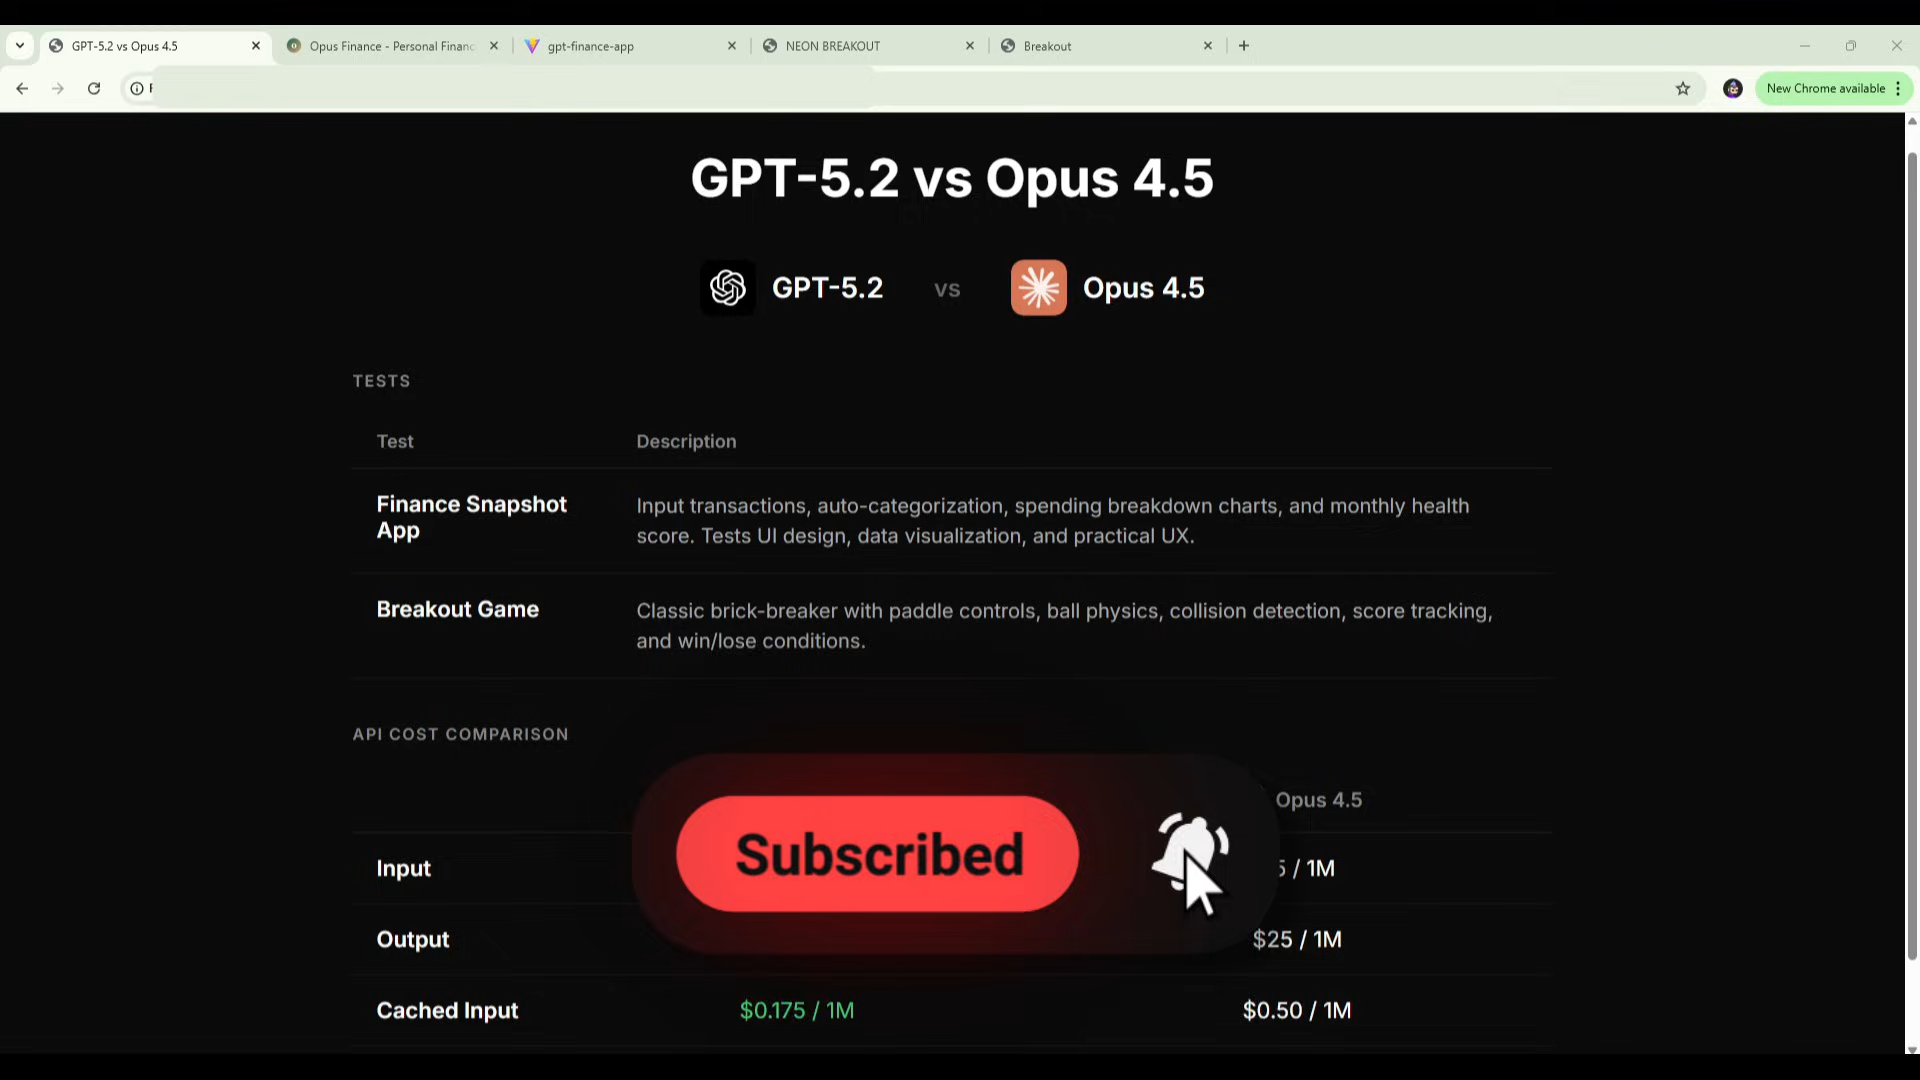 GPT-5.2 vs Opus 4.5
Opus Finance - Personal Financ
gpt-finance-app
NEON BREAKOUT
Breakout
New Chrome available
GPT-5.2 vs Opus 4.5
GPT-5.2 vs Opus 4.5
TESTS
Test Description
Finance Snapshot App
Input transactions, auto-categorization, spending breakdown charts, and monthly health
score. Tests UI design, data visualization, and practical UX.
Breakout Game
Classic brick-breaker with paddle controls, ball physics, collision detection, score tracking,
and win/lose conditions.
API COST COMPARISON
Opus 4.5
Subscribed
Input / 1M
Output $25 / 1M
Cached Input $0.175 / 1M $0.50 / 1M